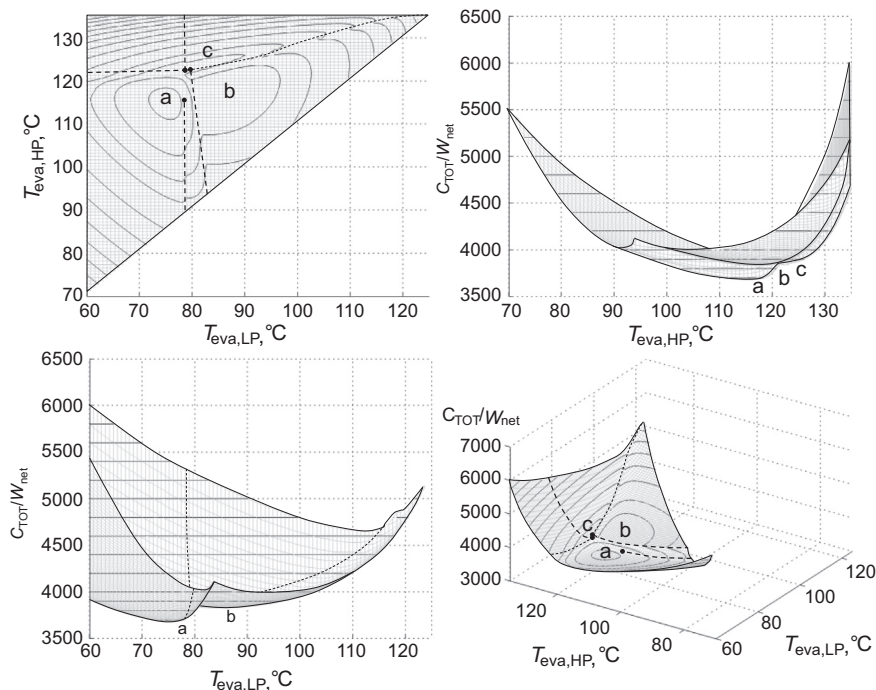 130
120
110
100
90
80
70
60 70 80 90 100 110 120
T_eva,HP, °C
T_eva,LP, °C
a
b
c
6500
6000
5500
5000
4500
4000
3500
70 80 90 100 110 120 130
C_TOT/W_net
T_eva,HP, °C
a
b
c
6500
6000
5500
5000
4500
4000
3500
60 70 80 90 100 110 120
C_TOT/W_net
T_eva,LP, °C
a
b
C_TOT/W_net
7000
6000
5000
4000
3000
120
100
80
60
80
100
120
T_eva,HP, °C
T_eva,LP, °C
c
b
a